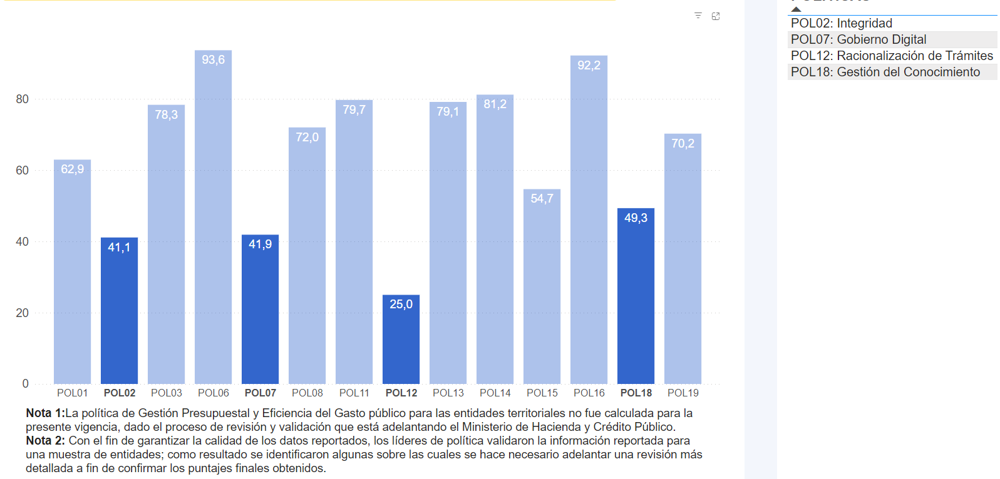 POLÍTICAS
POL02: Integridad
POL07: Gobierno Digital
POL12: Racionalización de Trámites
POL18: Gestión del Conocimiento
80
60
40
20
0
62,9
41,1
78,3
93,6
41,9
72,0
79,7
25,0
79,1
81,2
54,7
92,2
49,3
70,2
POL01 POL02 POL03 POL06 POL07 POL08 POL11 POL12 POL13 POL14 POL15 POL16 POL18 POL19
Nota 1:La política de Gestión Presupuestal y Eficiencia del Gasto público para las entidades territoriales no fue calculada para la
presente vigencia, dado el proceso de revisión y validación que está adelantando el Ministerio de Hacienda y Crédito Público.
Nota 2: Con el fin de garantizar la calidad de los datos reportados, los líderes de política validaron la información reportada para
una muestra de entidades; como resultado se identificaron algunas sobre las cuales se hace necesario adelantar una revisión más
detallada a fin de confirmar los puntajes finales obtenidos.